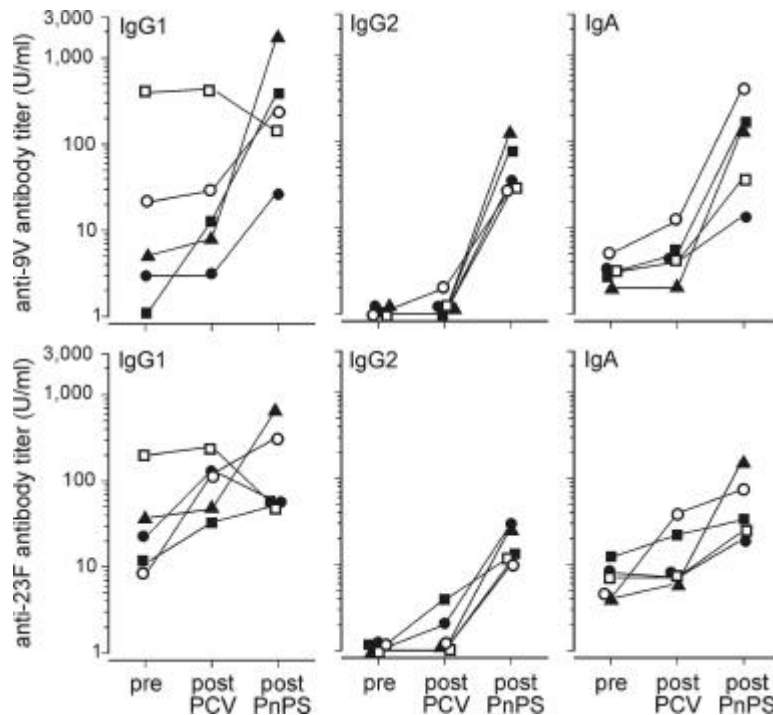 anti-9V antibody titer (U/ml)
3,000
1,000
100
10
1
IgG1
IgG2
IgA
anti-23F antibody titer (U/ml)
3,000
1,000
100
10
1
IgG1
IgG2
IgA
pre
post
PCV
post
PnPS
pre
post
PCV
post
PnPS
pre
post
PCV
post
PnPS